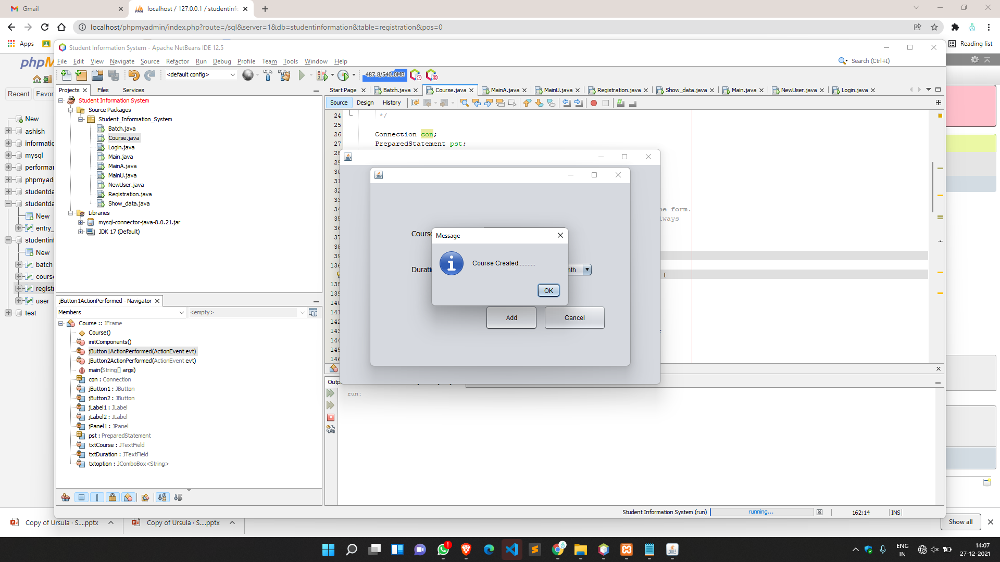 Gmail
localhost / 127.0.0.1 / studentinfo
localhost/phpmyadmin/index.php?route=/sql&server=1&db=studentinformation&table=registration&pos=0
Apps
Reading list
phpM
Recent
Favor
New
ashish
informatic
mysql
performar
phpmyadr
studentda
studentda
New
entry_
studentinf
New
batch
course
registr
user
test
Student Information System - Apache NetBeans IDE 12.5
File Edit View Navigate Source Refactor Run Debug Profile Team Tools Window Help
Search (Ctrl+I)
<default config>
487.8/540.0MB
Projects
Files
Services
Student Information System
Source Packages
Student_Information_System
Batch.java
Course.java
Login.java
Main.java
MainA.java
MainU.java
NewUser.java
Registration.java
Show_data.java
Libraries
mysql-connector-java-8.0.21.jar
JDK 17 (Default)
jButton1ActionPerformed - Navigator
Members
<empty>
Course :: JFrame
Course()
initComponents()
jButton1ActionPerformed(ActionEvent evt)
jButton2ActionPerformed(ActionEvent evt)
main(String[] args)
con : Connection
jButton1 : JButton
jButton2 : JButton
jLabel1 : JLabel
jLabel2 : JLabel
jPanel1 : JPanel
pst : PreparedStatement
txtCourse : JTextField
txtDuration : JTextField
txtoption : JComboBox<String>
Start Page
Batch.java
Course.java
MainA.java
MainU.java
Registration.java
Show_data.java
Main.java
NewUser.java
Login.java
Source
Design
History
24 */
25
26 Connection con;
27 PreparedStatement pst;
28
29
30
31
32
33
34 he form.
35 lways
36
37
38
39
136
{
138
139
140
141
142
143
144
145
146
Course
Duratio
nth
Message
Course Created...........
OK
Add
Cancel
Outp
run:
Student Information System (run)
running...
162:14
INS
Copy of Ursula · S....pptx
Copy of Ursula · S....pptx
Show all
ENG
IN
14:07
27-12-2021